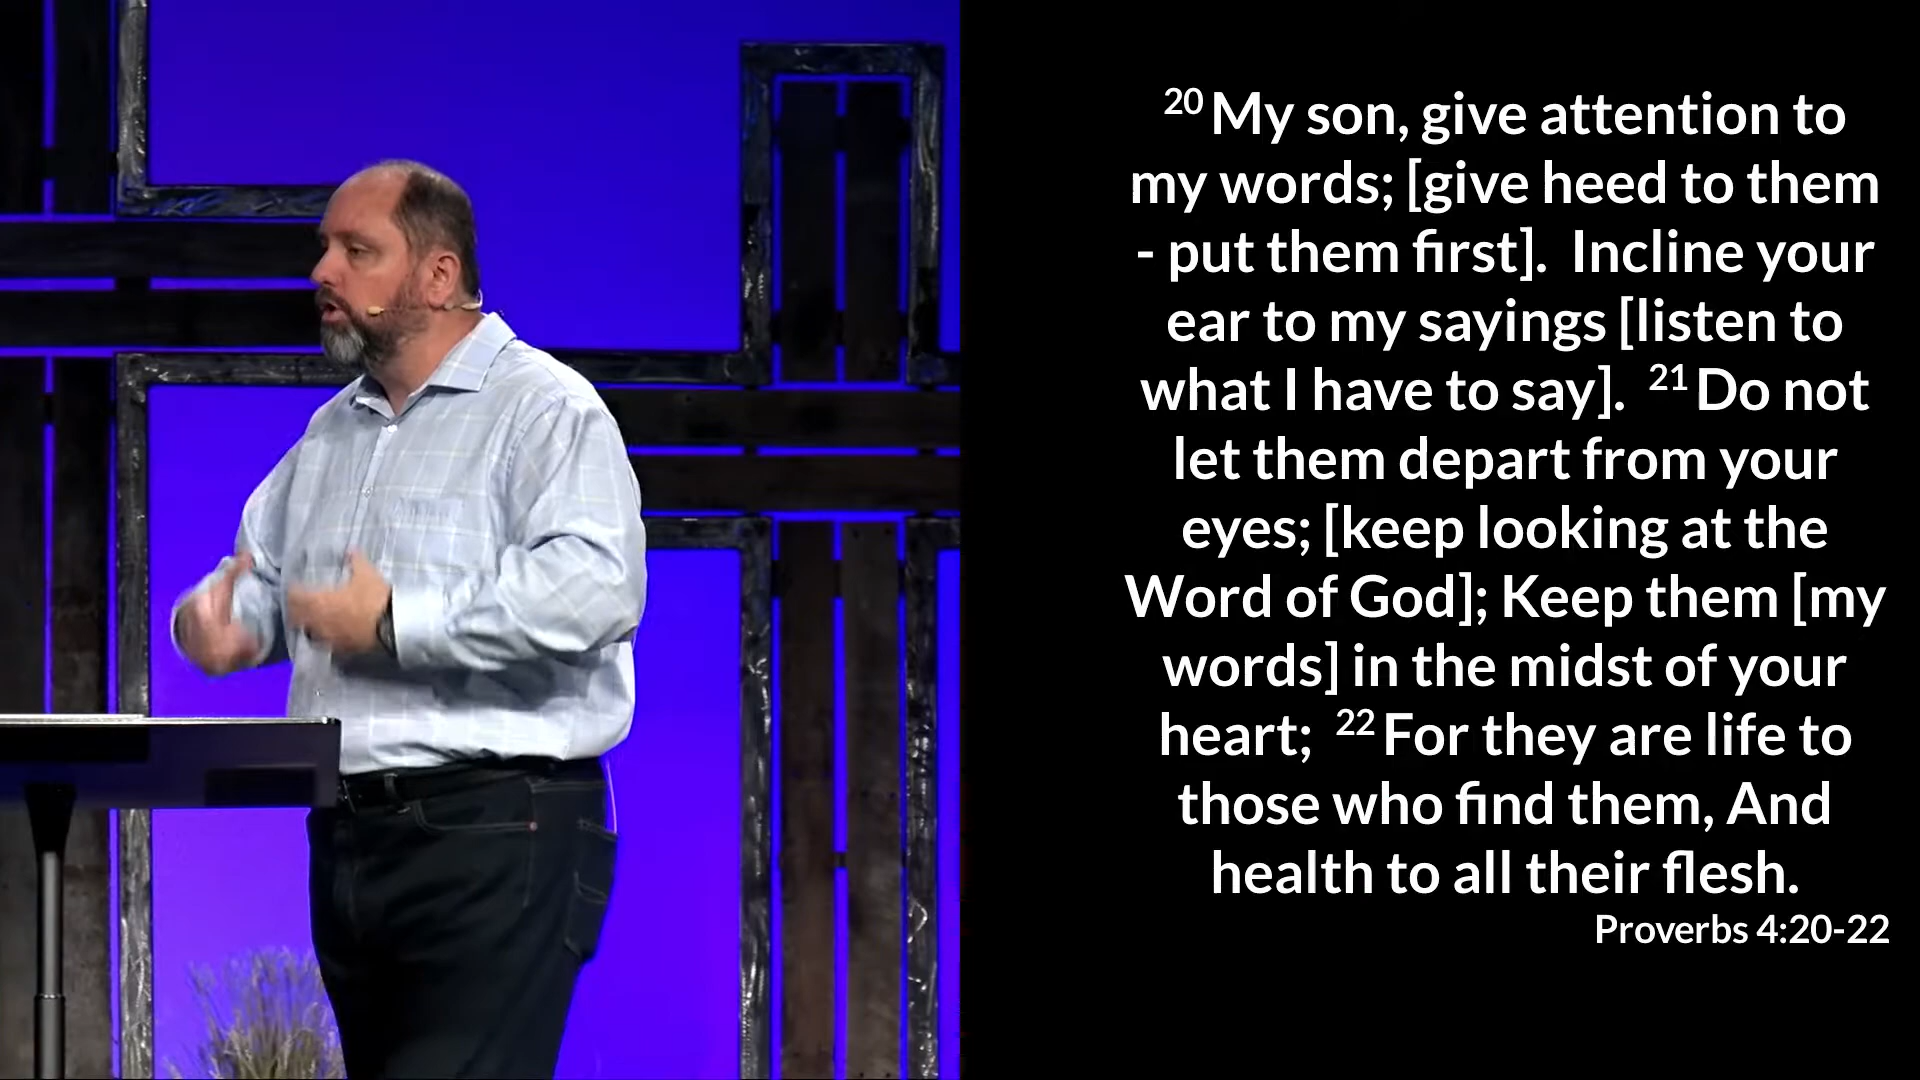 20 My son, give attention to
my words; [give heed to them
- put them first].  Incline your
ear to my sayings [listen to
what I have to say].  21 Do not
let them depart from your
eyes; [keep looking at the
Word of God]; Keep them [my
words] in the midst of your
heart;  22 For they are life to
those who find them, And
health to all their flesh.
Proverbs 4:20-22